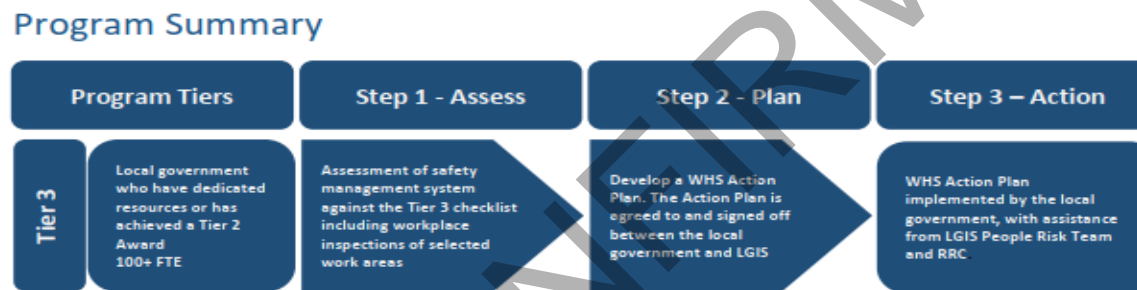 Program Summary
Program Tiers
Step 1 - Assess
Step 2 - Plan
Step 3 – Action
Tier 3
Local government
who have dedicated
resources or has
achieved a Tier 2
Award
100+ FTE
Assessment of safety
management system
against the Tier 3 checklist
including workplace
inspections of selected
work areas
Develop a WHS Action
Plan. The Action Plan is
agreed to and signed off
between the local
government and LGIS
WHS Action Plan
implemented by the local
government, with assistance
from LGIS People Risk Team
and RRC.